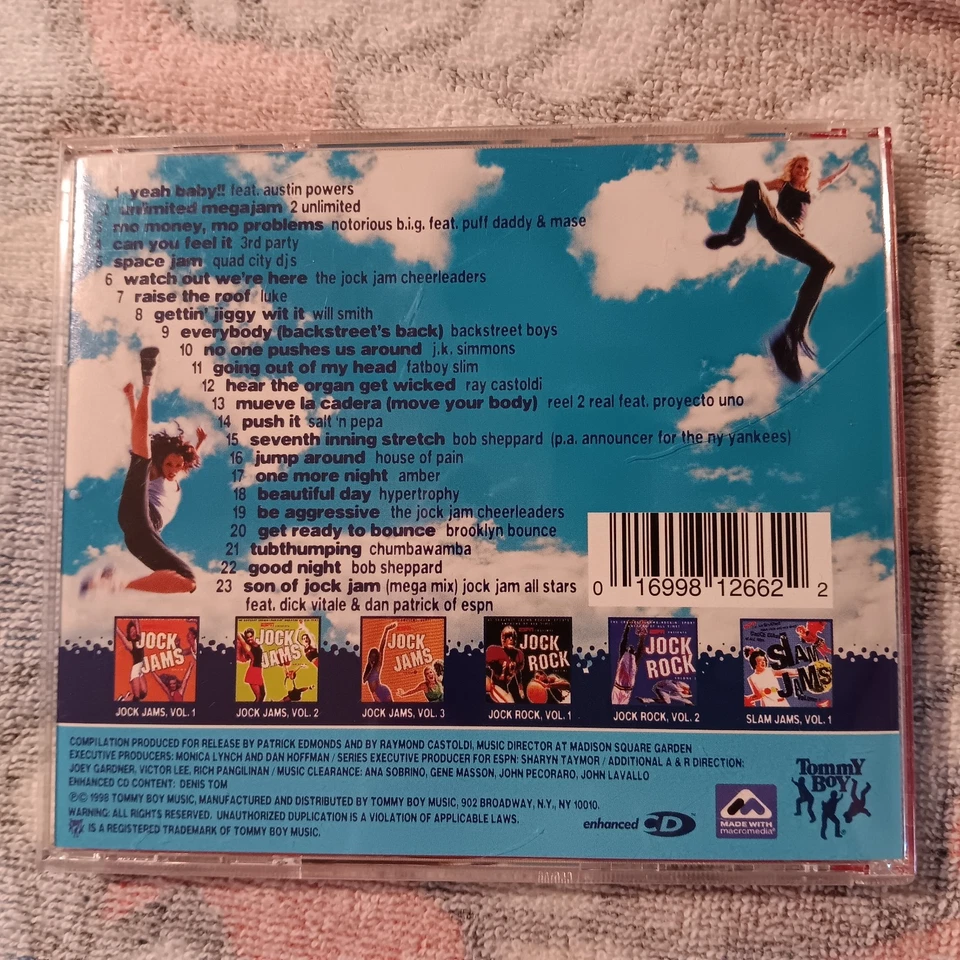 1 yeah baby!! feat. austin powers
2 unlimited megajam 2 unlimited
3 mo money, mo problems notorious b.i.g. feat. puff daddy & mase
4 can you feel it 3rd party
5 space jam quad city djs
6 watch out we're here the jock jam cheerleaders
7 raise the roof luke
8 gettin' jiggy wit it will smith
9 everybody (backstreet's back) backstreet boys
10 no one pushes us around j.k. simmons
11 going out of my head fatboy slim
12 hear the organ get wicked ray castoldi
13 mueve la cadera (move your body) reel 2 real feat. proyecto uno
14 push it salt 'n pepa
15 seventh inning stretch bob sheppard (p.a. announcer for the ny yankees)
16 jump around house of pain
17 one more night amber
18 beautiful day hypertrophy
19 be aggressive the jock jam cheerleaders
20 get ready to bounce brooklyn bounce
21 tubthumping chumbawamba
22 good night bob sheppard
23 son of jock jam (mega mix) jock jam all stars
feat. dick vitale & dan patrick of espn
0 16998 12662 2
JOCK JAMS
JOCK JAMS
JOCK JAMS
JOCK ROCK
JOCK ROCK
SLAM JAMS
JOCK JAMS, VOL. 1
JOCK JAMS, VOL. 2
JOCK JAMS, VOL. 3
JOCK ROCK, VOL. 1
JOCK ROCK, VOL. 2
SLAM JAMS, VOL. 1
COMPILATION PRODUCED FOR RELEASE BY PATRICK EDMONDS AND BY RAYMOND CASTOLDI, MUSIC DIRECTOR AT MADISON SQUARE GARDEN
EXECUTIVE PRODUCERS: MONICA LYNCH AND DAN HOFFMAN / SERIES EXECUTIVE PRODUCER FOR ESPN: SHARYN TAYMOR / ADDITIONAL A & R DIRECTION:
JOEY GARDNER, VICTOR LEE, RICH PANGILINAN / MUSIC CLEARANCE: ANA SOBRINO, GENE MASSON, JOHN PECORARO, JOHN LAVALLO
ENHANCED CD CONTENT: DENIS TOM
℗© 1998 TOMMY BOY MUSIC, MANUFACTURED AND DISTRIBUTED BY TOMMY BOY MUSIC, 902 BROADWAY, N.Y., NY 10010.
WARNING: ALL RIGHTS RESERVED. UNAUTHORIZED DUPLICATION IS A VIOLATION OF APPLICABLE LAWS.
IS A REGISTERED TRADEMARK OF TOMMY BOY MUSIC.
enhanced CD
MADE WITH
macromedia®
Tommy
Boy